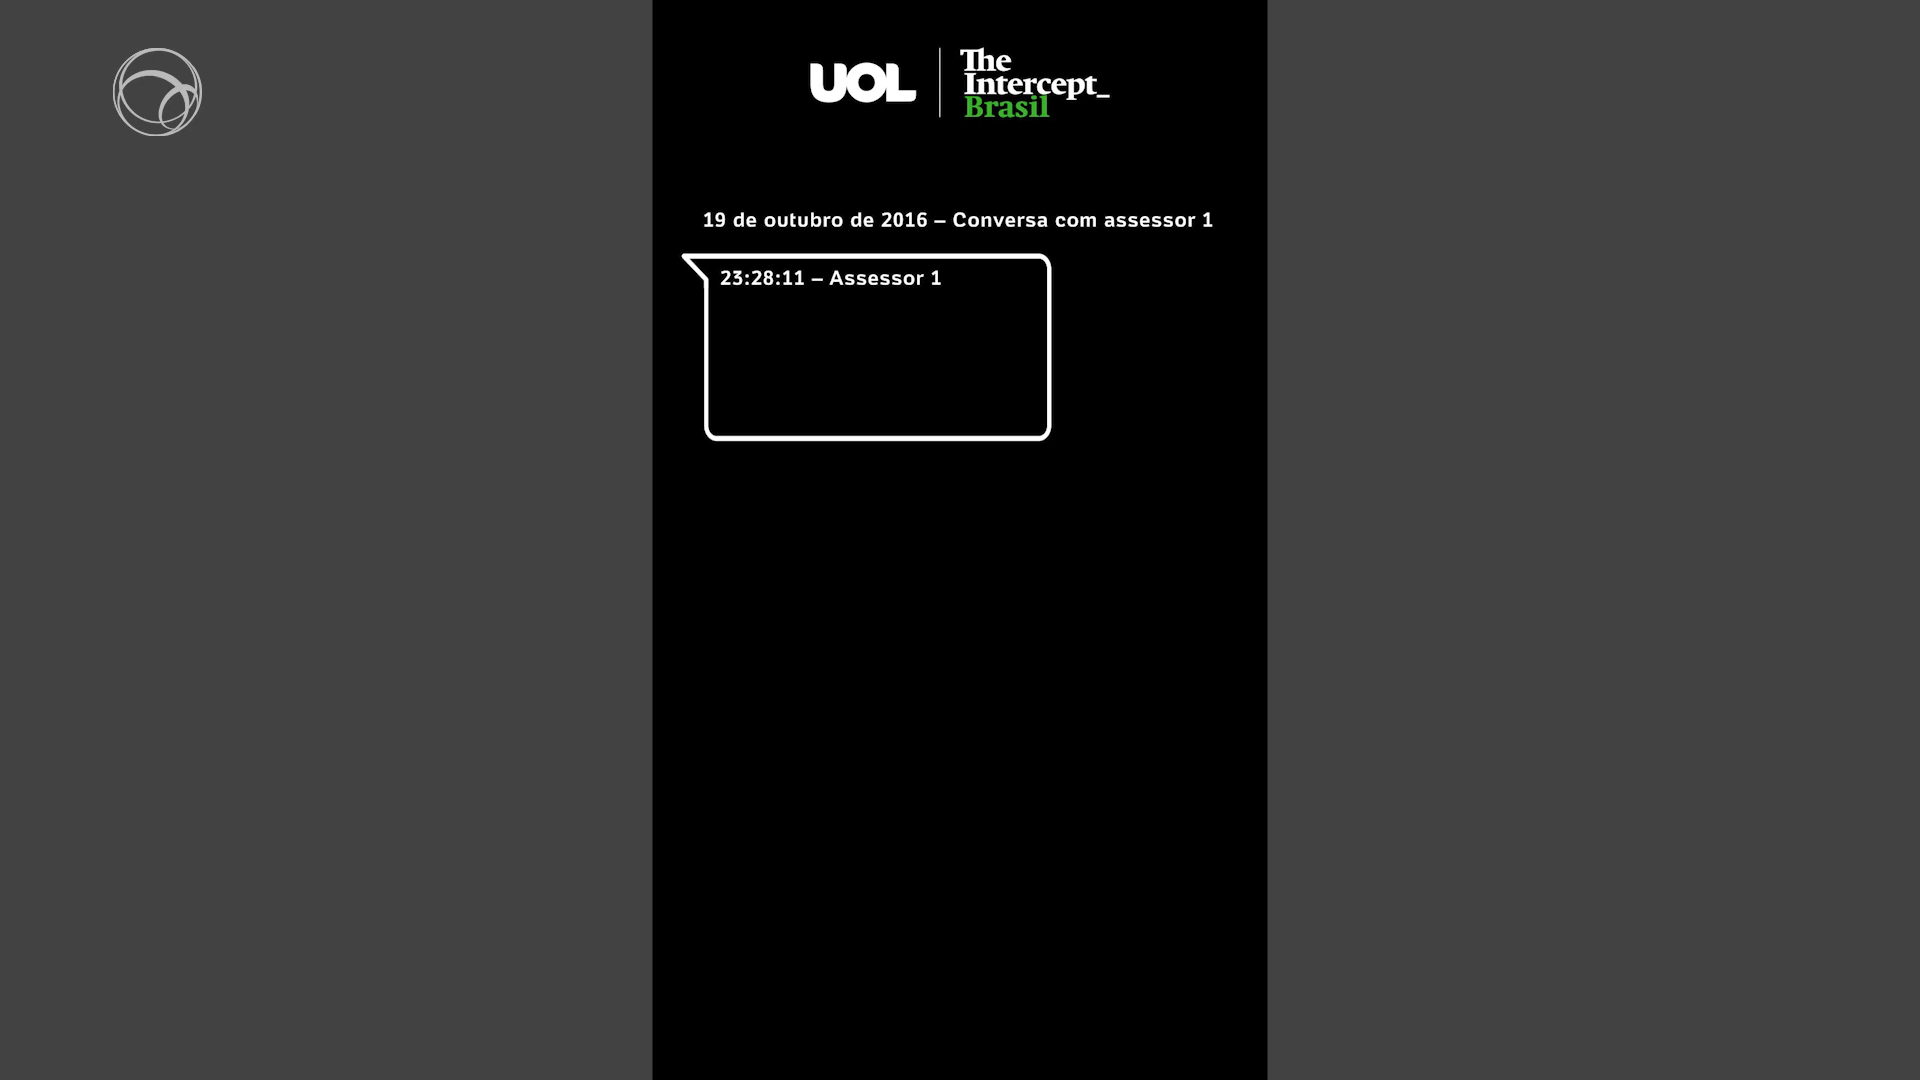 UOL
The
Intercept_
Brasil
19 de outubro de 2016 – Conversa com assessor 1
23:28:11 – Assessor 1